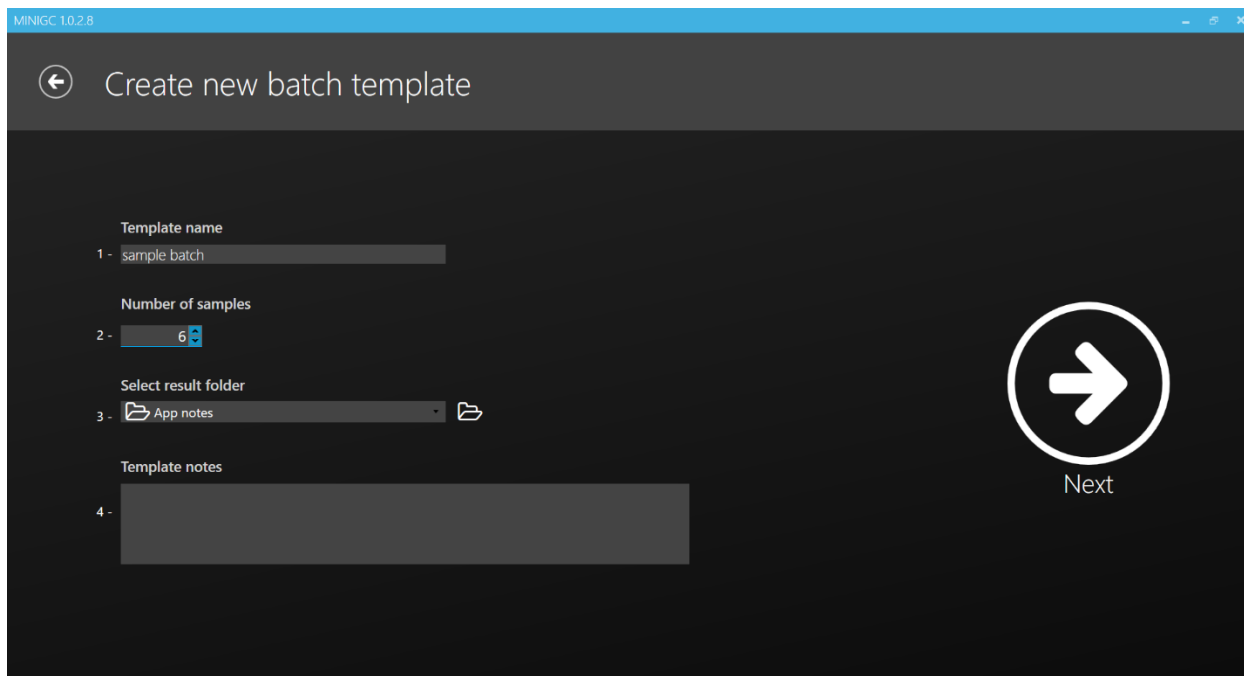 MINIGC 1.0.2.8
Create new batch template
Template name
1 - sample batch
Number of samples
2 - 6
Select result folder
3 - App notes
Template notes
4 -
Next